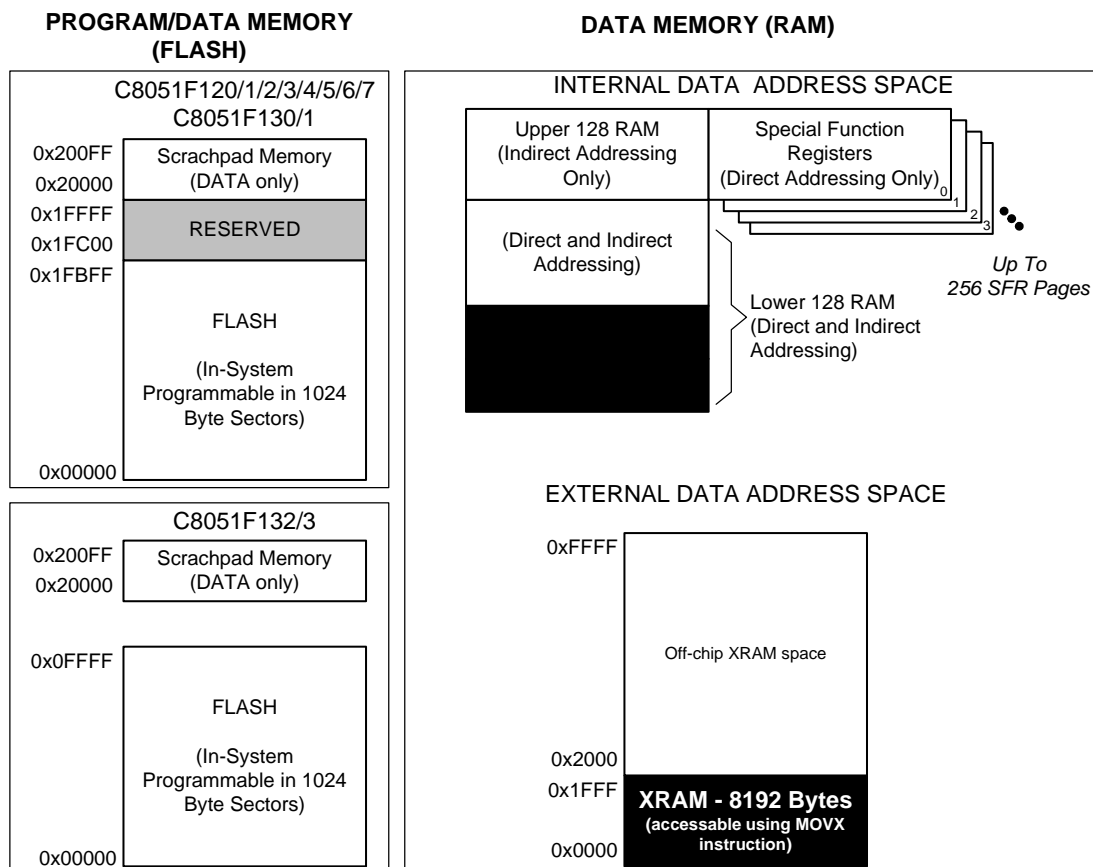 PROGRAM/DATA MEMORY
(FLASH)
C8051F120/1/2/3/4/5/6/7
C8051F130/1
0x200FF
0x20000
Scrachpad Memory
(DATA only)
0x1FFFF
0x1FC00
RESERVED
0x1FBFF
FLASH
(In-System
Programmable in 1024
Byte Sectors)
0x00000
C8051F132/3
0x200FF
0x20000
Scrachpad Memory
(DATA only)
0x0FFFF
FLASH
(In-System
Programmable in 1024
Byte Sectors)
0x00000
DATA MEMORY (RAM)
INTERNAL DATA ADDRESS SPACE
Upper 128 RAM
(Indirect Addressing
Only)
Special Function
Registers
(Direct Addressing Only)
0
1
2
3
Up To
256 SFR Pages
(Direct and Indirect
Addressing)
Lower 128 RAM
(Direct and Indirect
Addressing)
EXTERNAL DATA ADDRESS SPACE
0xFFFF
Off-chip XRAM space
0x2000
0x1FFF
XRAM - 8192 Bytes
(accessable using MOVX
instruction)
0x0000